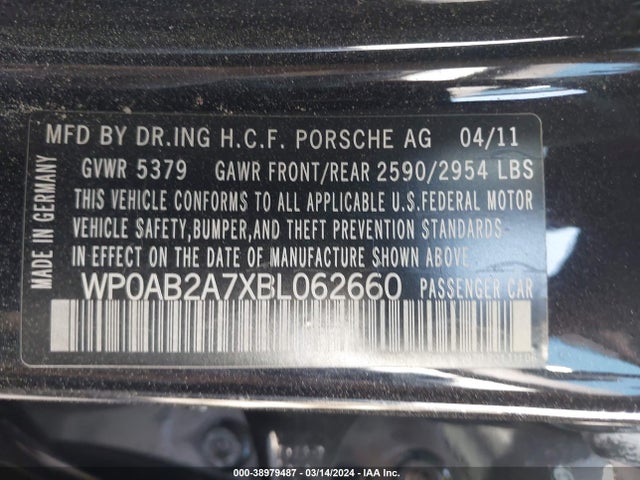 MFD BY DR.ING H.C.F. PORSCHE AG 04/11
GVWR 5379 GAWR FRONT/REAR 2590/2954 LBS
THIS VEHICLE CONFORMS TO ALL APPLICABLE U.S.FEDERAL MOTOR
VEHICLE SAFETY,BUMPER,AND THEFT PREVENTION STANDARDS
IN EFFECT ON THE DATE OF MANUFACTURE SHOWN ABOVE.
WP0AB2A7XBL062660 PASSENGER CAR
MADE IN GERMANY
000-38979487 - 03/14/2024 - IAA Inc.